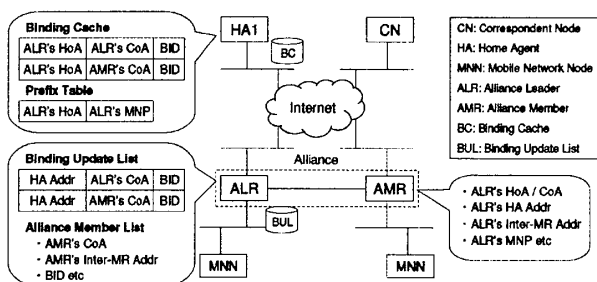 Binding Cache
ALR's HoA ALR's CoA BID
ALR's HoA AMR's CoA BID
Prefix Table
ALR's HoA ALR's MNP
HA1
BC
CN
Internet
CN: Correspondent Node
HA: Home Agent
MNN: Mobile Network Node
ALR: Alliance Leader
AMR: Alliance Member
BC: Binding Cache
BUL: Binding Update List
Binding Update List
HA Addr ALR's CoA BID
HA Addr AMR's CoA BID
Alliance Member List
・AMR's CoA
・AMR's Inter-MR Addr
・BID etc
Alliance
ALR
AMR
BUL
MNN
MNN
・ALR's HoA / CoA
・ALR's HA Addr
・ALR's Inter-MR Addr
・ALR's MNP etc